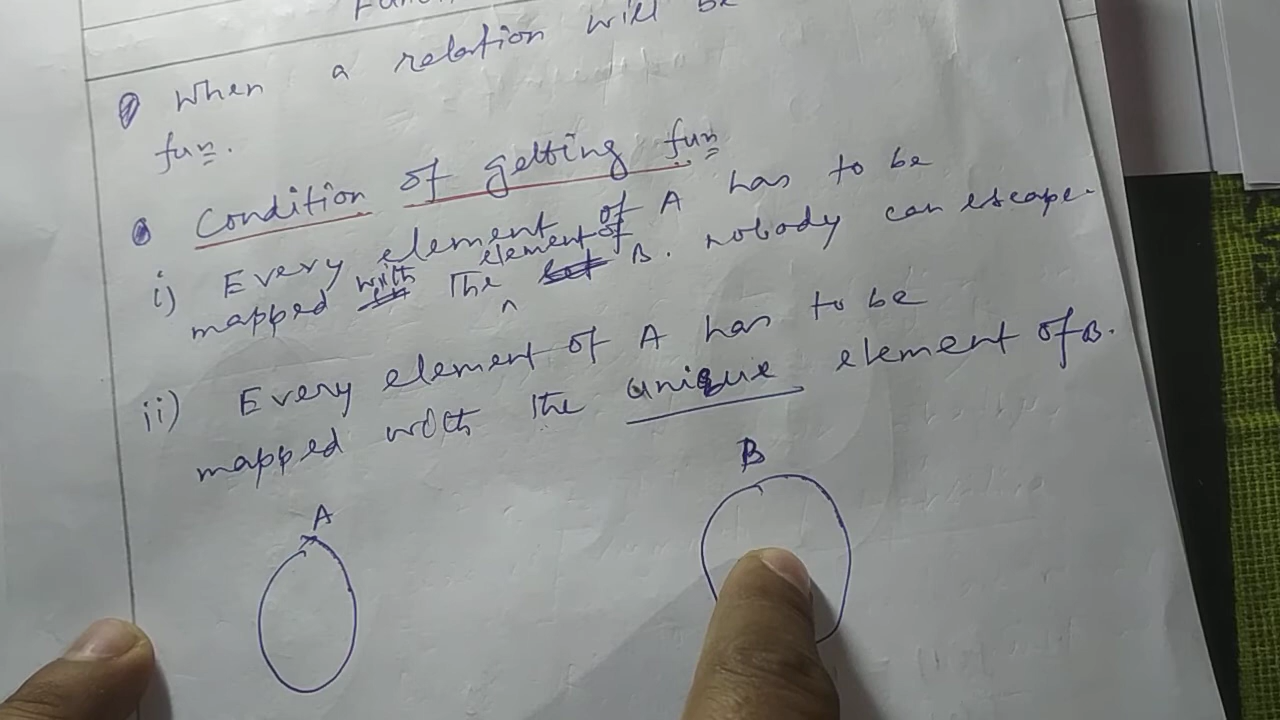 When a relation will be
fun.
Condition of getting fun
i) Every element of A has to be
mapped with the element of B. nobody can escape.
ii) Every element of A has to be
mapped with the unique element of B.
A
B